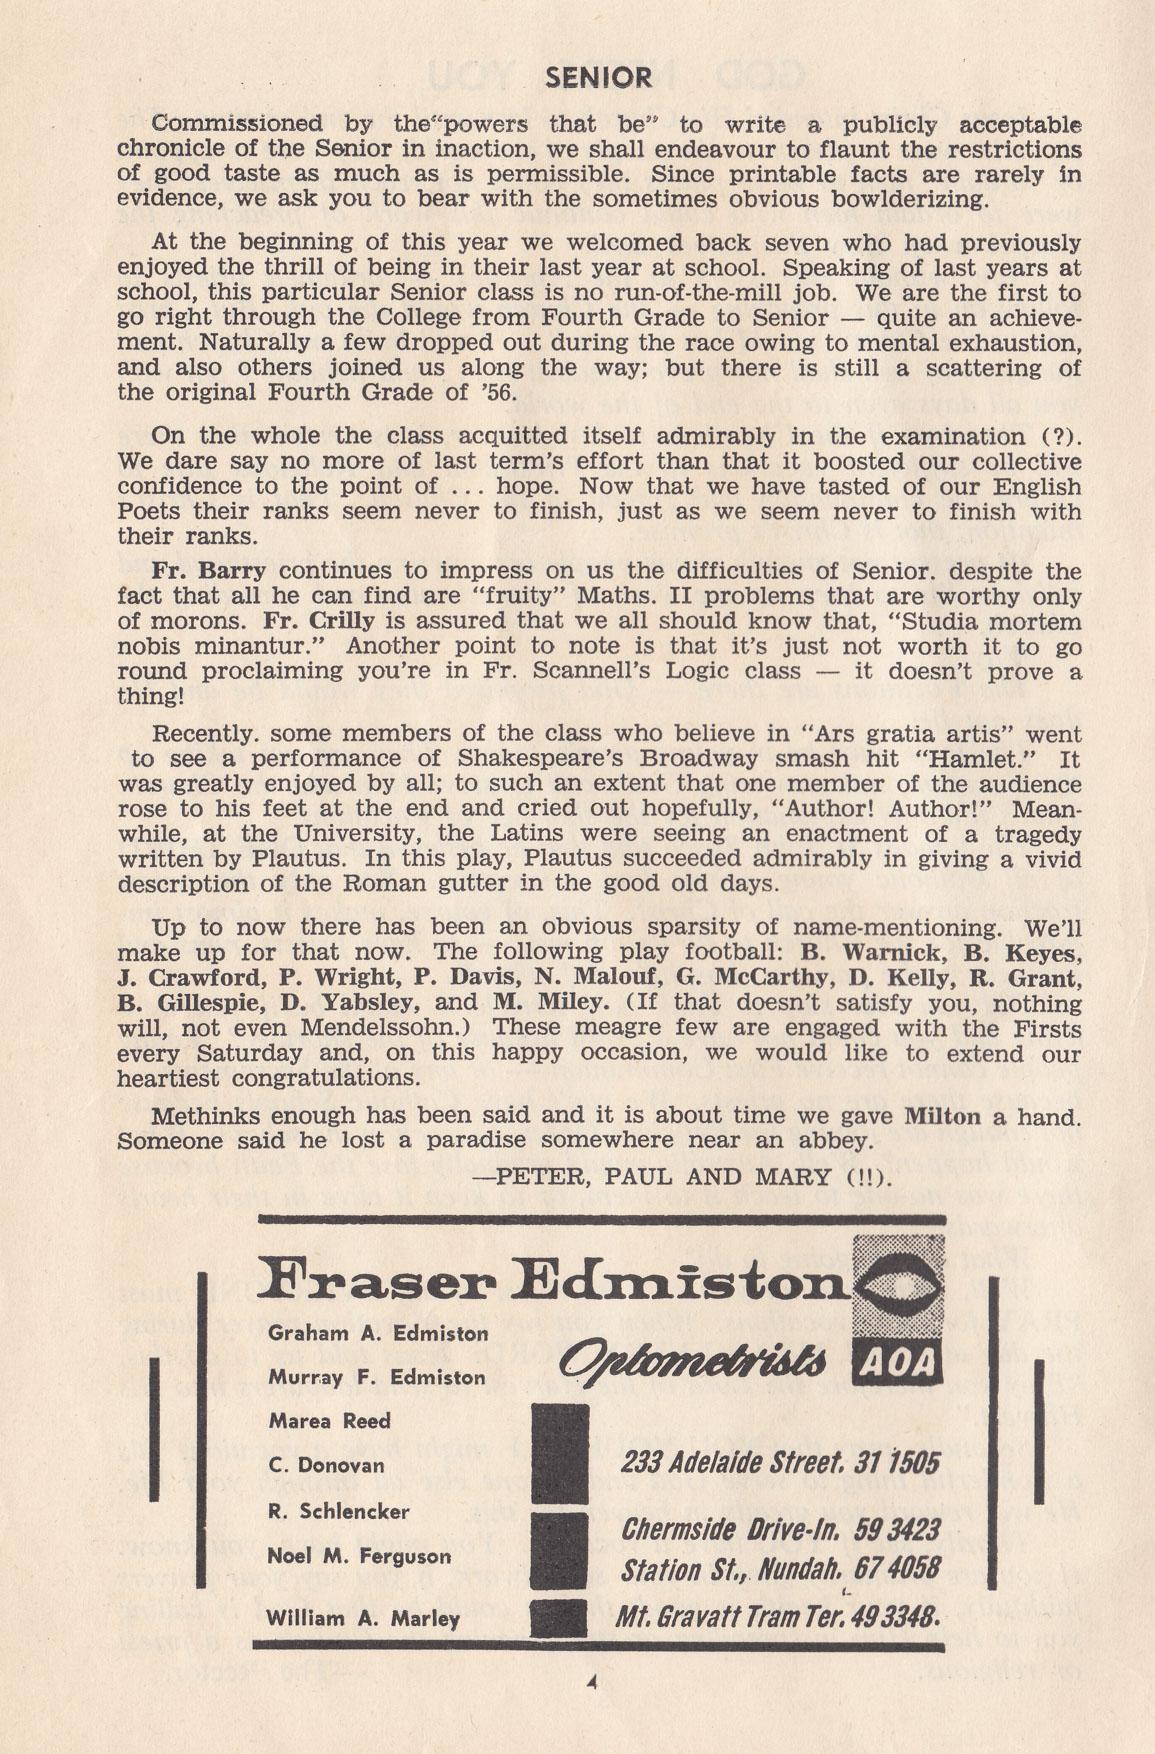 SENIOR
Commissioned by the“powers that be” to write a publicly acceptable
chronicle of the Senior in inaction, we shall endeavour to flaunt the restrictions
of good taste as much as is permissible. Since printable facts are rarely in
evidence, we ask you to bear with the sometimes obvious bowlderizing.
At the beginning of this year we welcomed back seven who had previously
enjoyed the thrill of being in their last year at school. Speaking of last years at
school, this particular Senior class is no run-of-the-mill job. We are the first to
go right through the College from Fourth Grade to Senior — quite an achieve-
ment. Naturally a few dropped out during the race owing to mental exhaustion,
and also others joined us along the way; but there is still a scattering of
the original Fourth Grade of ’56.
On the whole the class acquitted itself admirably in the examination (?).
We dare say no more of last term’s effort than that it boosted our collective
confidence to the point of ... hope. Now that we have tasted of our English
Poets their ranks seem never to finish, just as we seem never to finish with
their ranks.
Fr. Barry continues to impress on us the difficulties of Senior. despite the
fact that all he can find are “fruity” Maths. II problems that are worthy only
of morons. Fr. Crilly is assured that we all should know that, “Studia mortem
nobis minantur.” Another point to note is that it’s just not worth it to go
round proclaiming you’re in Fr. Scannell’s Logic class — it doesn’t prove a
thing!
Recently. some members of the class who believe in “Ars gratia artis” went
to see a performance of Shakespeare’s Broadway smash hit “Hamlet.” It
was greatly enjoyed by all; to such an extent that one member of the audience
rose to his feet at the end and cried out hopefully, “Author! Author!” Mean-
while, at the University, the Latins were seeing an enactment of a tragedy
written by Plautus. In this play, Plautus succeeded admirably in giving a vivid
description of the Roman gutter in the good old days.
Up to now there has been an obvious sparsity of name-mentioning. We’ll
make up for that now. The following play football: B. Warnick, B. Keyes,
J. Crawford, P. Wright, P. Davis, N. Malouf, G. McCarthy, D. Kelly, R. Grant,
B. Gillespie, D. Yabsley, and M. Miley. (If that doesn’t satisfy you, nothing
will, not even Mendelssohn.) These meagre few are engaged with the Firsts
every Saturday and, on this happy occasion, we would like to extend our
heartiest congratulations.
Methinks enough has been said and it is about time we gave Milton a hand.
Someone said he lost a paradise somewhere near an abbey.
—PETER, PAUL AND MARY (!!).
Fraser Edmiston
Optometrists
AOA
Graham A. Edmiston
Murray F. Edmiston
Marea Reed
C. Donovan
R. Schlencker
Noel M. Ferguson
William A. Marley
233 Adelaide Street. 31 1505
Chermside Drive-In. 59 3423
Station St., Nundah. 67 4058
Mt. Gravatt Tram Ter. 49 3348.
4